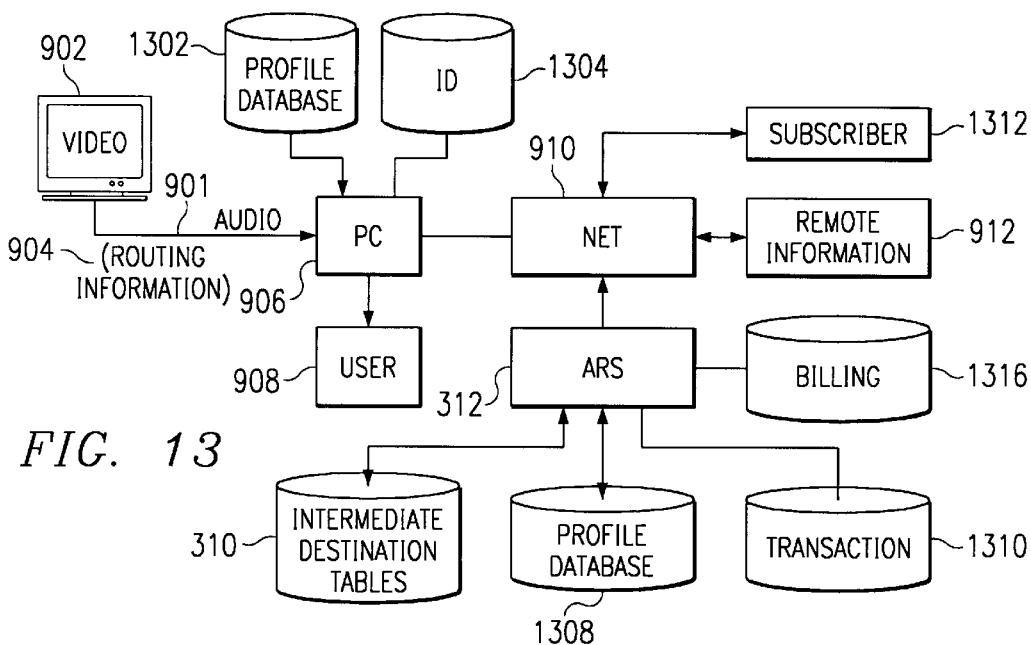 902
1302
PROFILE
DATABASE
ID
1304
VIDEO
901
AUDIO
904
(ROUTING
INFORMATION)
PC
906
910
NET
SUBSCRIBER
1312
REMOTE
INFORMATION
912
USER
908
ARS
312
BILLING
1316
FIG. 13
INTERMEDIATE
DESTINATION
TABLES
310
PROFILE
DATABASE
1308
TRANSACTION
1310